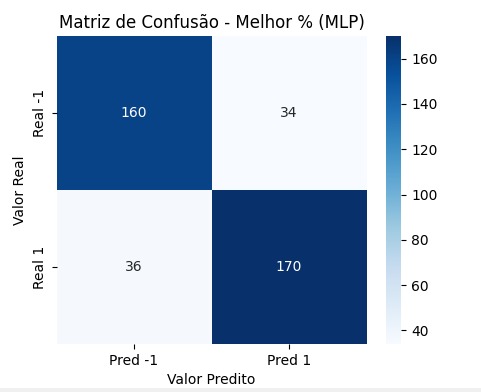 Matriz de Confusão - Melhor % (MLP)
Valor Real
Real -1
160
34
Real 1
36
170
Pred -1
Pred 1
Valor Predito
160
140
120
100
80
60
40